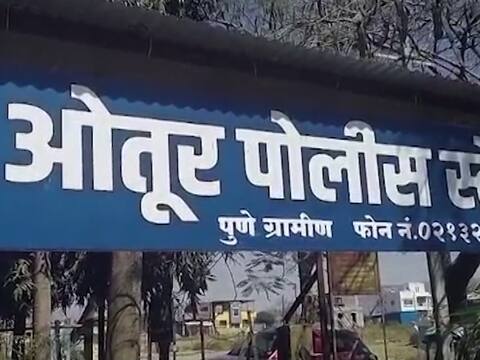 ओतूर पोलीस स्टे
पुणे ग्रामीण फोन नं.०२१३२